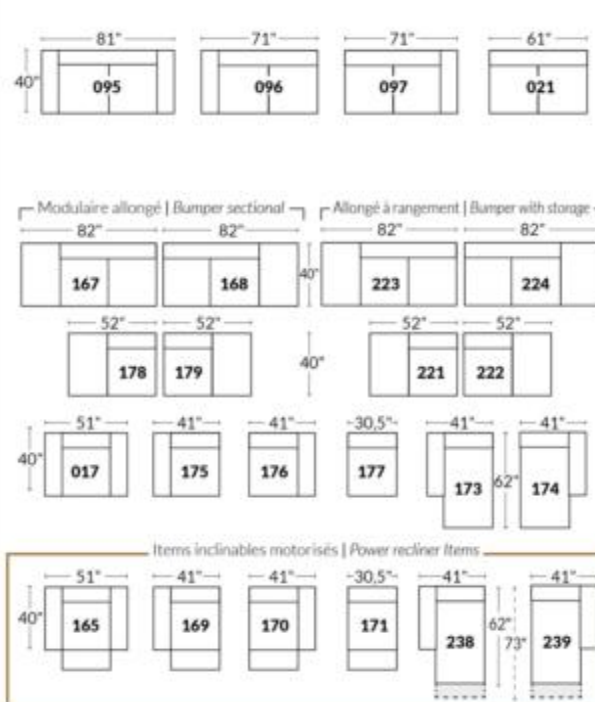 81" 71" 71" 61"
40" 095 096 097 021
Modulaire allongé | Bumper sectional Allongé à rangement | Bumper with storage
82" 82" 82" 82"
167 168 40" 223 224
52" 52" 52" 52"
178 179 40" 221 222
51" 41" 41" 30,5" 41" 41"
40" 017 175 176 177 173 62" 174
Items inclinables motorisés | Power recliner Items
51" 41" 41" 30.5" 41" 41"
40" 165 169 170 171 238 62" 73" 239